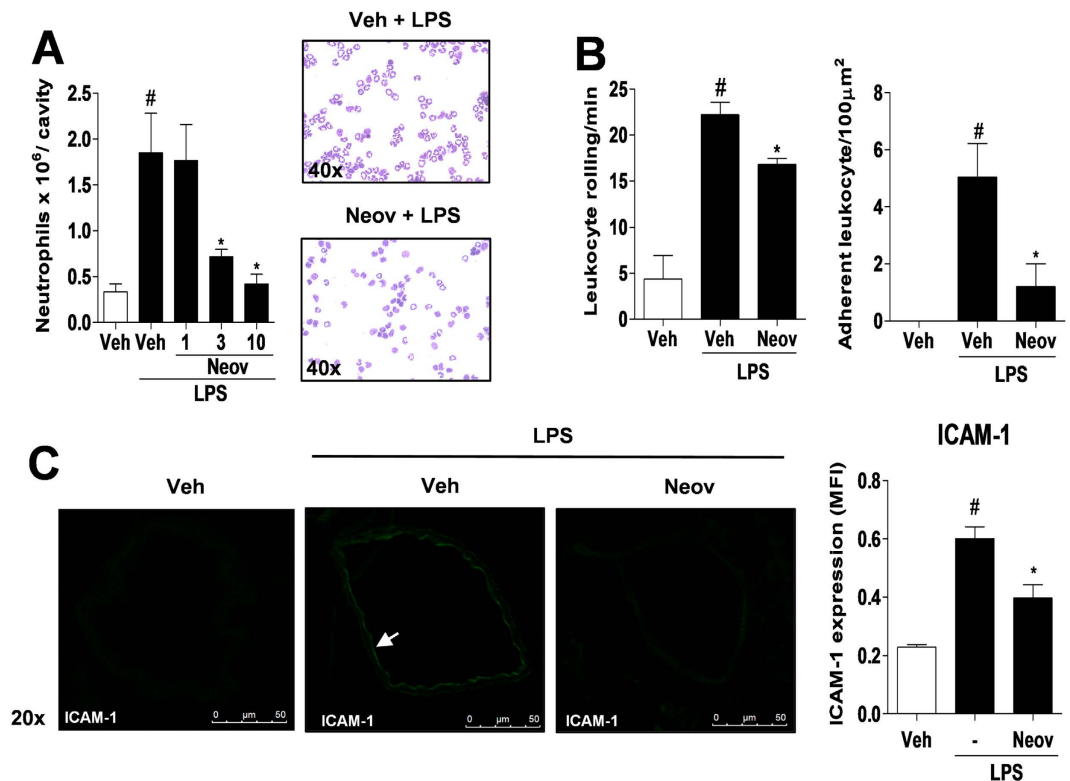 A
Neutrophils x 10⁶/ cavity
2.5
2.0
1.5
1.0
0.5
0.0
#
*
*
Veh Veh 1 3 10
Neov
LPS
Veh + LPS
40x
Neov + LPS
40x
B
Leukocyte rolling/min
25
20
15
10
5
0
#
*
Veh Veh Neov
LPS
Adherent leukocyte/100µm²
8
6
4
2
0
#
*
Veh Veh Neov
LPS
C
LPS
Veh Veh Neov
20x
ICAM-1
0 µm 50
ICAM-1
0 µm 50
ICAM-1
0 µm 50
ICAM-1
ICAM-1 expression (MFI)
0.8
0.6
0.4
0.2
0.0
#
*
Veh - Neov
LPS